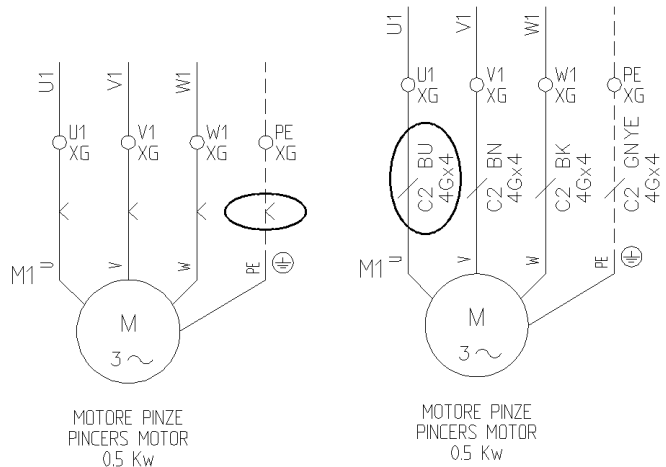 U1 V1 W1
U1 XG
V1 XG
W1 XG
PE XG
M1 U V W PE
M
3~
MOTORE PINZE
PINCERS MOTOR
0.5 Kw
U1 V1 W1
U1 XG
V1 XG
W1 XG
PE XG
C2 BU 4Gx4
C2 BN 4Gx4
C2 BK 4Gx4
C2 GNYE 4Gx4
M1 U V W PE
M
3~
MOTORE PINZE
PINCERS MOTOR
0.5 Kw